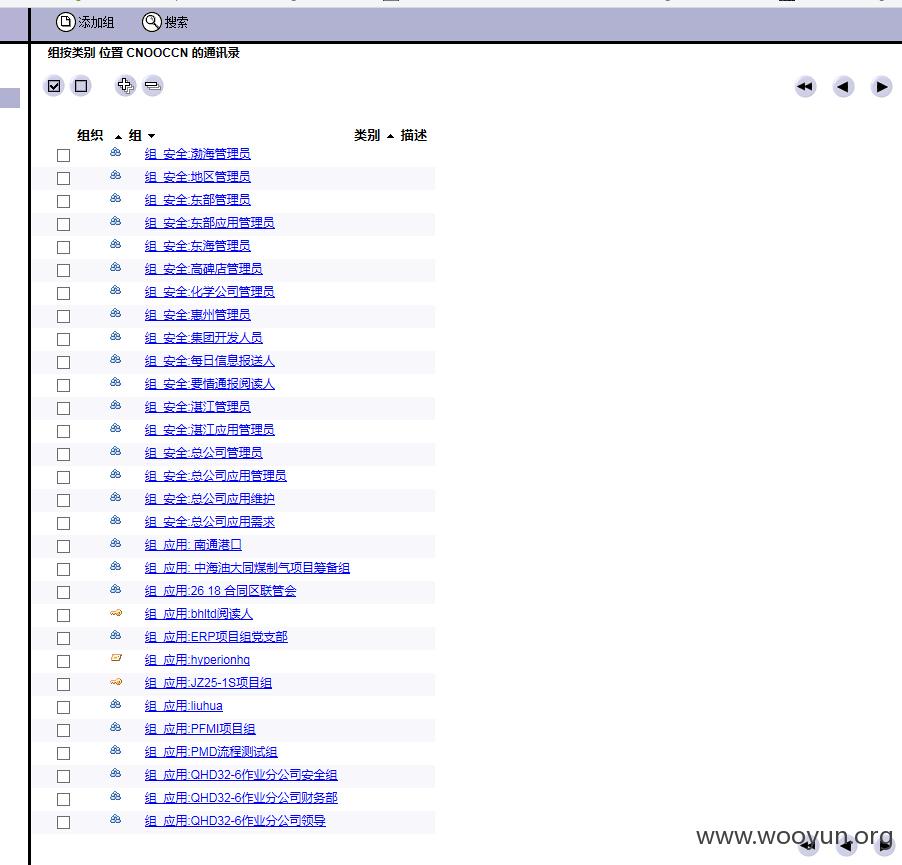 添加组 搜索
组按类别 位置 CNOOCCN 的通讯录
组织 组 类别 描述
组_安全:渤海管理员
组_安全:地区管理员
组_安全:东部管理员
组_安全:东部应用管理员
组_安全:东海管理员
组_安全:高碑店管理员
组_安全:化学公司管理员
组_安全:惠州管理员
组_安全:集团开发人员
组_安全:每日信息报送人
组_安全:要情通报阅读人
组_安全:湛江管理员
组_安全:湛江应用管理员
组_安全:总公司管理员
组_安全:总公司应用管理员
组_安全:总公司应用维护
组_安全:总公司应用需求
组_应用: 南通港口
组_应用: 中海油大同煤制气项目筹备组
组_应用:26_18 合同区联管会
组_应用:bhltd阅读人
组_应用:ERP项目组党支部
组_应用:hyperionhq
组_应用:JZ25-1S项目组
组_应用:liuhua
组_应用:PFMI项目组
组_应用:PMD流程测试组
组_应用:QHD32-6作业分公司安全组
组_应用:QHD32-6作业分公司财务部
组_应用:QHD32-6作业分公司领导
www.wooyun.org